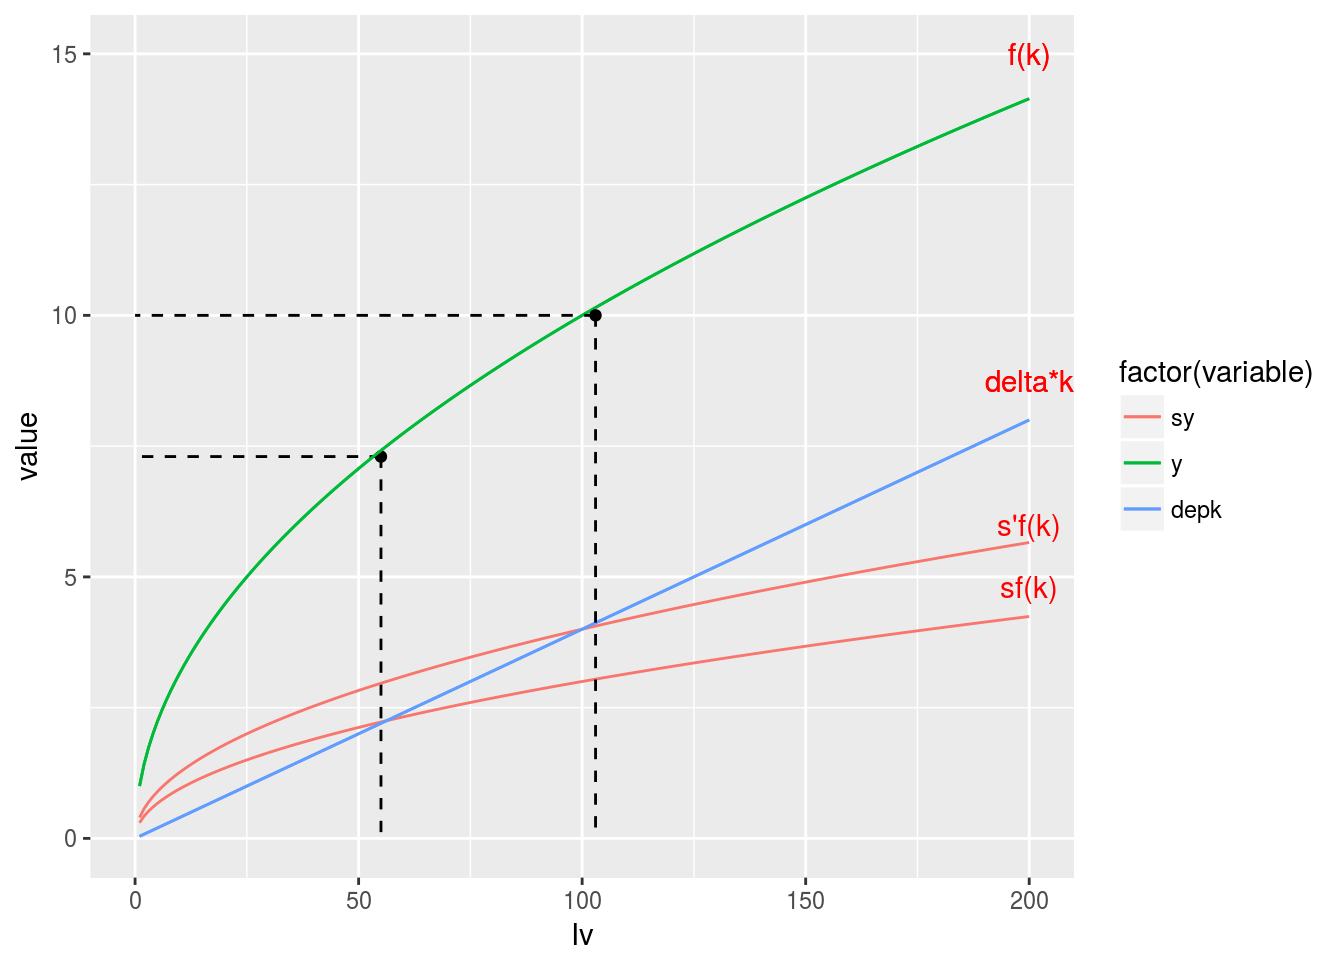 f(k)
delta*k
s'f(k)
sf(k)
15
10
5
0
value
0
50
100
150
200
lv
factor(variable)
sy
y
depk